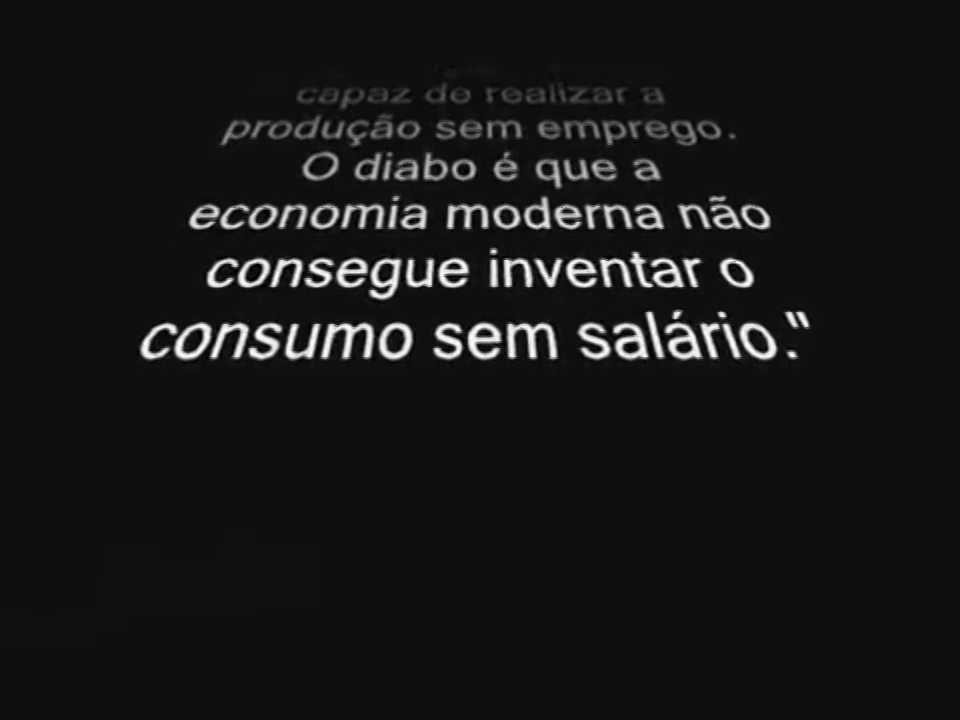 capaz de realizar a
produção sem emprego.
O diabo é que a
economia moderna não
consegue inventar o
consumo sem salário."